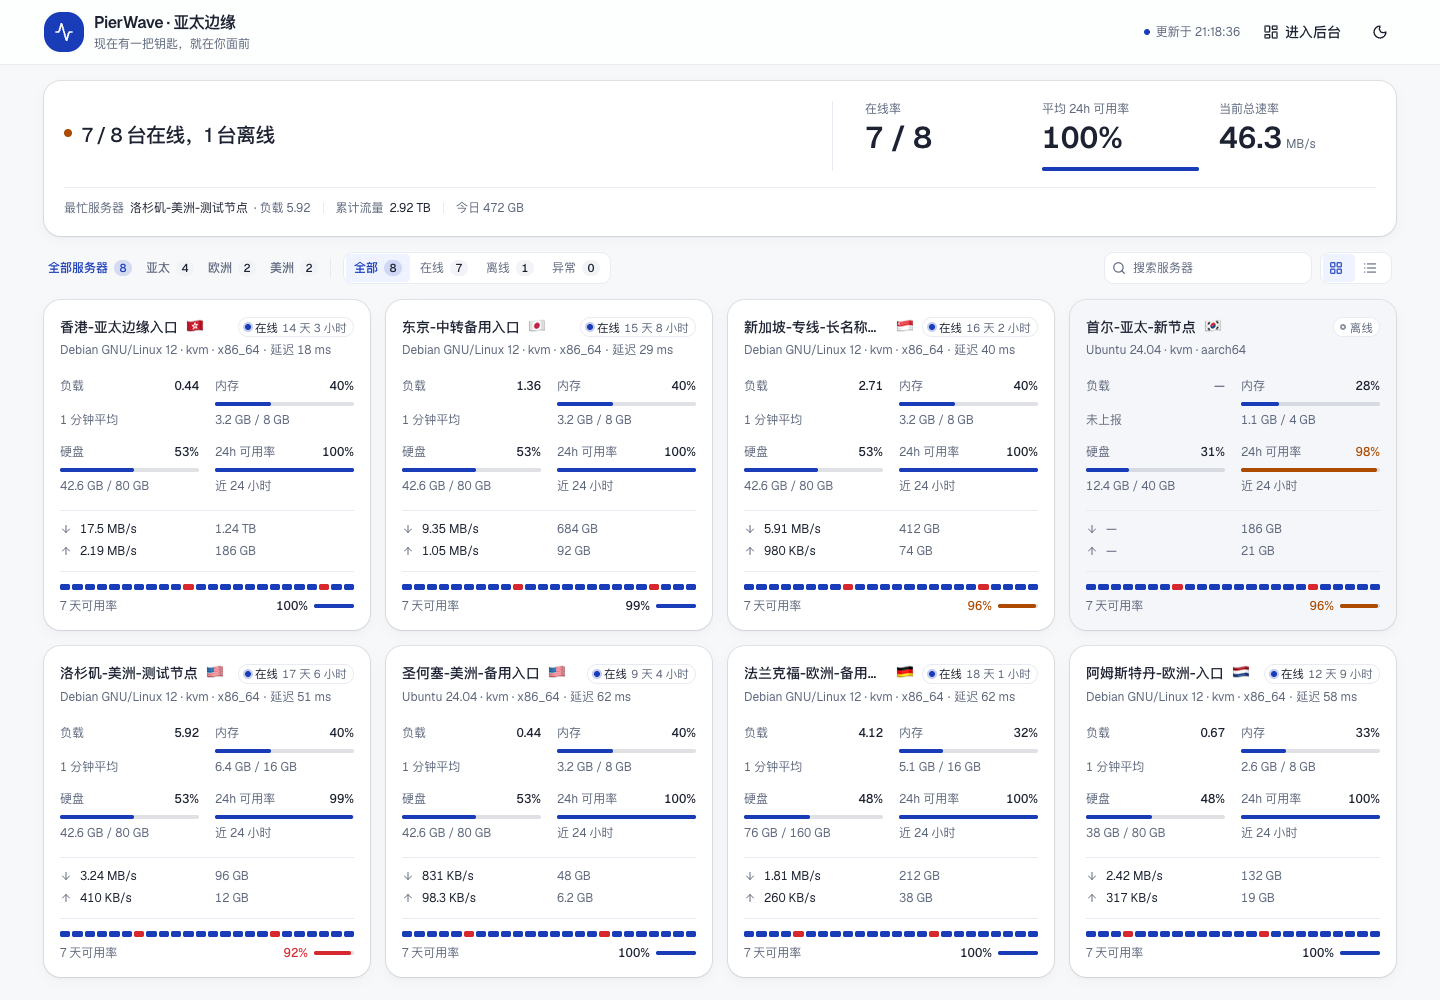 PierWave · 亚太边缘
现在有一把钥匙，就在你面前
更新于 21:18:36
进入后台
7 / 8 台在线，1 台离线
在线率
7 / 8
平均 24h 可用率
100%
当前总速率
46.3 MB/s
最忙服务器 洛杉矶-美洲-测试节点 · 负载 5.92
累计流量 2.92 TB
今日 472 GB
全部服务器 8 亚太 4 欧洲 2 美洲 2
全部 8 在线 7 离线 1 异常 0
搜索服务器
香港-亚太边缘入口 在线 14 天 3 小时
Debian GNU/Linux 12 · kvm · x86_64 · 延迟 18 ms
负载 0.44 内存 40%
1 分钟平均 3.2 GB / 8 GB
硬盘 53% 24h 可用率 100%
42.6 GB / 80 GB 近 24 小时
↓ 17.5 MB/s 1.24 TB
↑ 2.19 MB/s 186 GB
7 天可用率 100%
东京-中转备用入口 在线 15 天 8 小时
Debian GNU/Linux 12 · kvm · x86_64 · 延迟 29 ms
负载 1.36 内存 40%
1 分钟平均 3.2 GB / 8 GB
硬盘 53% 24h 可用率 100%
42.6 GB / 80 GB 近 24 小时
↓ 9.35 MB/s 684 GB
↑ 1.05 MB/s 92 GB
7 天可用率 99%
新加坡-专线-长名称... 在线 16 天 2 小时
Debian GNU/Linux 12 · kvm · x86_64 · 延迟 40 ms
负载 2.71 内存 40%
1 分钟平均 3.2 GB / 8 GB
硬盘 53% 24h 可用率 100%
42.6 GB / 80 GB 近 24 小时
↓ 5.91 MB/s 412 GB
↑ 980 KB/s 74 GB
7 天可用率 96%
首尔-亚太-新节点 离线
Ubuntu 24.04 · kvm · aarch64
负载 — 内存 28%
未上报 1.1 GB / 4 GB
硬盘 31% 24h 可用率 98%
12.4 GB / 40 GB 近 24 小时
↓ — 186 GB
↑ — 21 GB
7 天可用率 96%
洛杉矶-美洲-测试节点 在线 17 天 6 小时
Debian GNU/Linux 12 · kvm · x86_64 · 延迟 51 ms
负载 5.92 内存 40%
1 分钟平均 6.4 GB / 16 GB
硬盘 53% 24h 可用率 99%
42.6 GB / 80 GB 近 24 小时
↓ 3.24 MB/s 96 GB
↑ 410 KB/s 12 GB
7 天可用率 92%
圣何塞-美洲-备用入口 在线 9 天 4 小时
Ubuntu 24.04 · kvm · x86_64 · 延迟 62 ms
负载 0.44 内存 40%
1 分钟平均 3.2 GB / 8 GB
硬盘 53% 24h 可用率 100%
42.6 GB / 80 GB 近 24 小时
↓ 831 KB/s 48 GB
↑ 98.3 KB/s 6.2 GB
7 天可用率 100%
法兰克福-欧洲-备用... 在线 18 天 1 小时
Debian GNU/Linux 12 · kvm · x86_64 · 延迟 62 ms
负载 4.12 内存 32%
1 分钟平均 5.1 GB / 16 GB
硬盘 48% 24h 可用率 100%
76 GB / 160 GB 近 24 小时
↓ 1.81 MB/s 212 GB
↑ 260 KB/s 38 GB
7 天可用率 100%
阿姆斯特丹-欧洲-入口 在线 12 天 9 小时
Debian GNU/Linux 12 · kvm · x86_64 · 延迟 58 ms
负载 0.67 内存 33%
1 分钟平均 2.6 GB / 8 GB
硬盘 48% 24h 可用率 100%
38 GB / 80 GB 近 24 小时
↓ 2.42 MB/s 132 GB
↑ 317 KB/s 19 GB
7 天可用率 100%